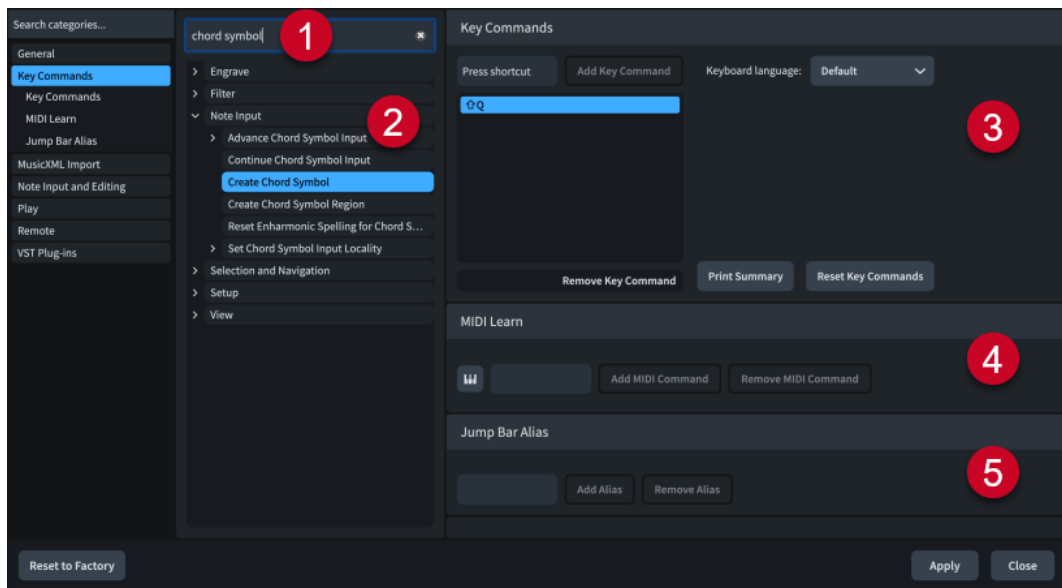 Search categories...
General
Key Commands
Key Commands
MIDI Learn
Jump Bar Alias
MusicXML Import
Note Input and Editing
Play
Remote
VST Plug-ins
chord symbol
1
Engrave
Filter
Note Input
2
Advance Chord Symbol Input
Continue Chord Symbol Input
Create Chord Symbol
Create Chord Symbol Region
Reset Enharmonic Spelling for Chord S...
Set Chord Symbol Input Locality
Selection and Navigation
Setup
View
Key Commands
Press shortcut Add Key Command Keyboard language: Default
⇧Q
3
Remove Key Command Print Summary Reset Key Commands
MIDI Learn
4
Add MIDI Command Remove MIDI Command
Jump Bar Alias
5
Add Alias Remove Alias
Reset to Factory Apply Close